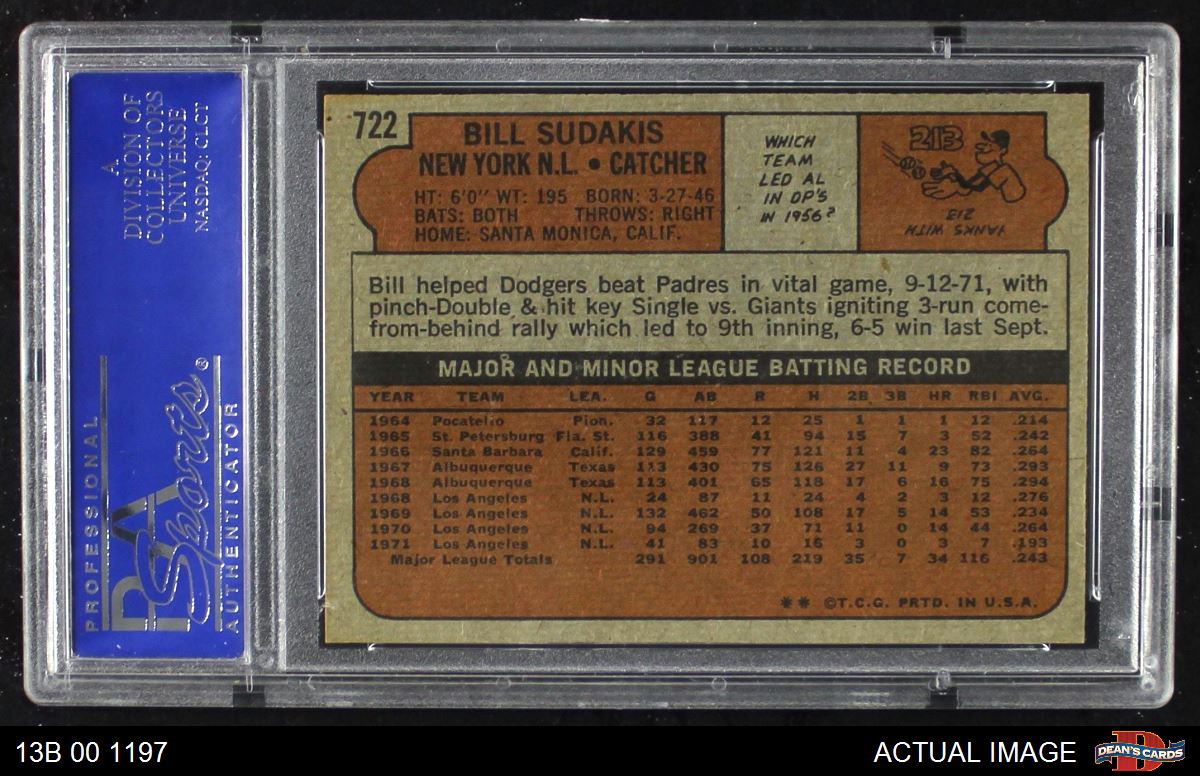 A
DIVISION OF
COLLECTORS
UNIVERSE
NASDAQ: CLCT
PROFESSIONAL
PSA
Sports®
AUTHENTICATOR
722
BILL SUDAKIS
NEW YORK N.L. • CATCHER
HT: 6'0" WT: 195 BORN: 3-27-46
BATS: BOTH THROWS: RIGHT
HOME: SANTA MONICA, CALIF.
WHICH
TEAM
LED AL
IN DP'S
IN 1956?
213
YANKS WITH
213
Bill helped Dodgers beat Padres in vital game, 9-12-71, with
pinch-Double & hit key Single vs. Giants igniting 3-run come-
from-behind rally which led to 9th inning, 6-5 win last Sept.
MAJOR AND MINOR LEAGUE BATTING RECORD
YEAR TEAM LEA. G AB R H 2B 3B HR RBI AVG.
1964 Pocatello Pion. 32 117 12 25 1 1 1 12 .214
1965 St. Petersburg Fla. St. 116 388 41 94 15 7 3 52 .242
1966 Santa Barbara Calif. 129 459 77 121 11 4 23 82 .264
1967 Albuquerque Texas 113 430 75 126 27 11 9 73 .293
1968 Albuquerque Texas 113 401 65 118 17 6 16 75 .294
1968 Los Angeles N.L. 24 87 11 24 4 2 3 12 .276
1969 Los Angeles N.L. 132 462 50 108 17 5 14 53 .234
1970 Los Angeles N.L. 94 269 37 71 11 0 14 44 .264
1971 Los Angeles N.L. 41 83 10 16 3 0 3 7 .193
Major League Totals 291 901 108 219 35 7 34 116 .243
** ©T.C.G. PRTD. IN U.S.A.
13B 00 1197
ACTUAL IMAGE
DEAN'S CARDS